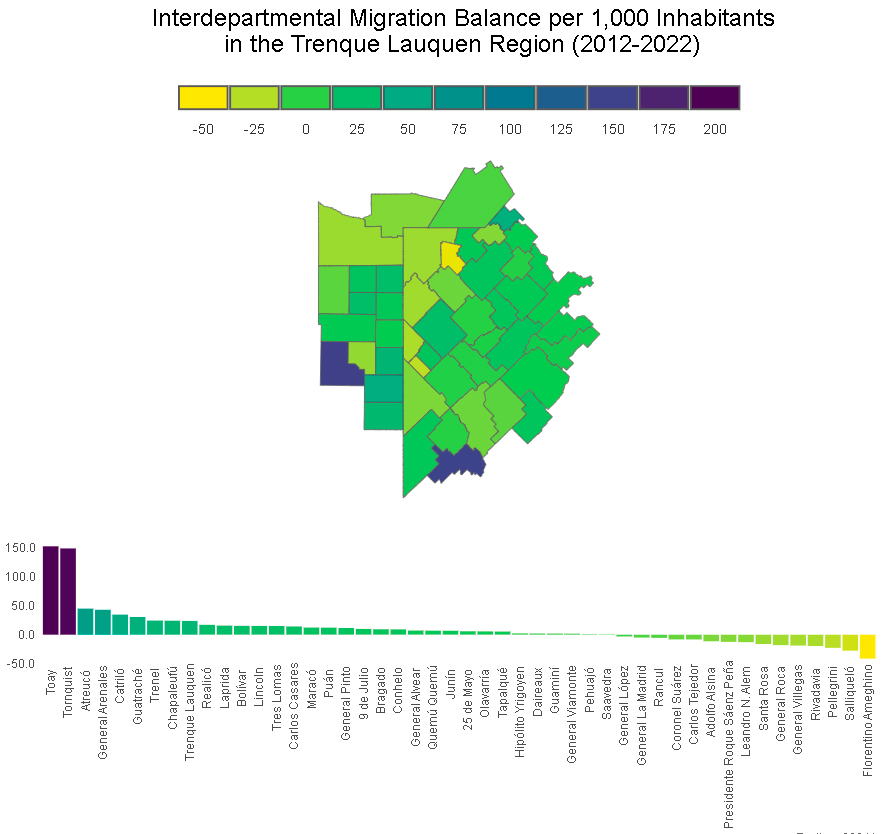 Interdepartmental Migration Balance per 1,000 Inhabitants
in the Trenque Lauquen Region (2012-2022)
-50
-25
0
25
50
75
100
125
150
175
200
150.0
100.0
50.0
0.0
-50.0
Toay
Tornquist
Atreucó
General Arenales
Catriló
Guatraché
Trenel
Chapaleufú
Trenque Lauquen
Realicó
Laprida
Bolívar
Lincoln
Tres Lomas
Carlos Casares
Maracó
Puán
General Pinto
9 de Julio
Bragado
Conhelo
General Alvear
Quemú Quemú
Junín
25 de Mayo
Olavarría
Tapalqué
Hipólito Yrigoyen
Daireaux
Guaminí
General Viamonte
Pehuajó
Saavedra
General López
General La Madrid
Rancul
Coronel Suárez
Carlos Tejedor
Adolfo Alsina
Presidente Roque Sáenz Peña
Leandro N. Alem
Santa Rosa
General Roca
General Villegas
Rivadavia
Pellegrini
Salliqueló
Florentino Ameghino